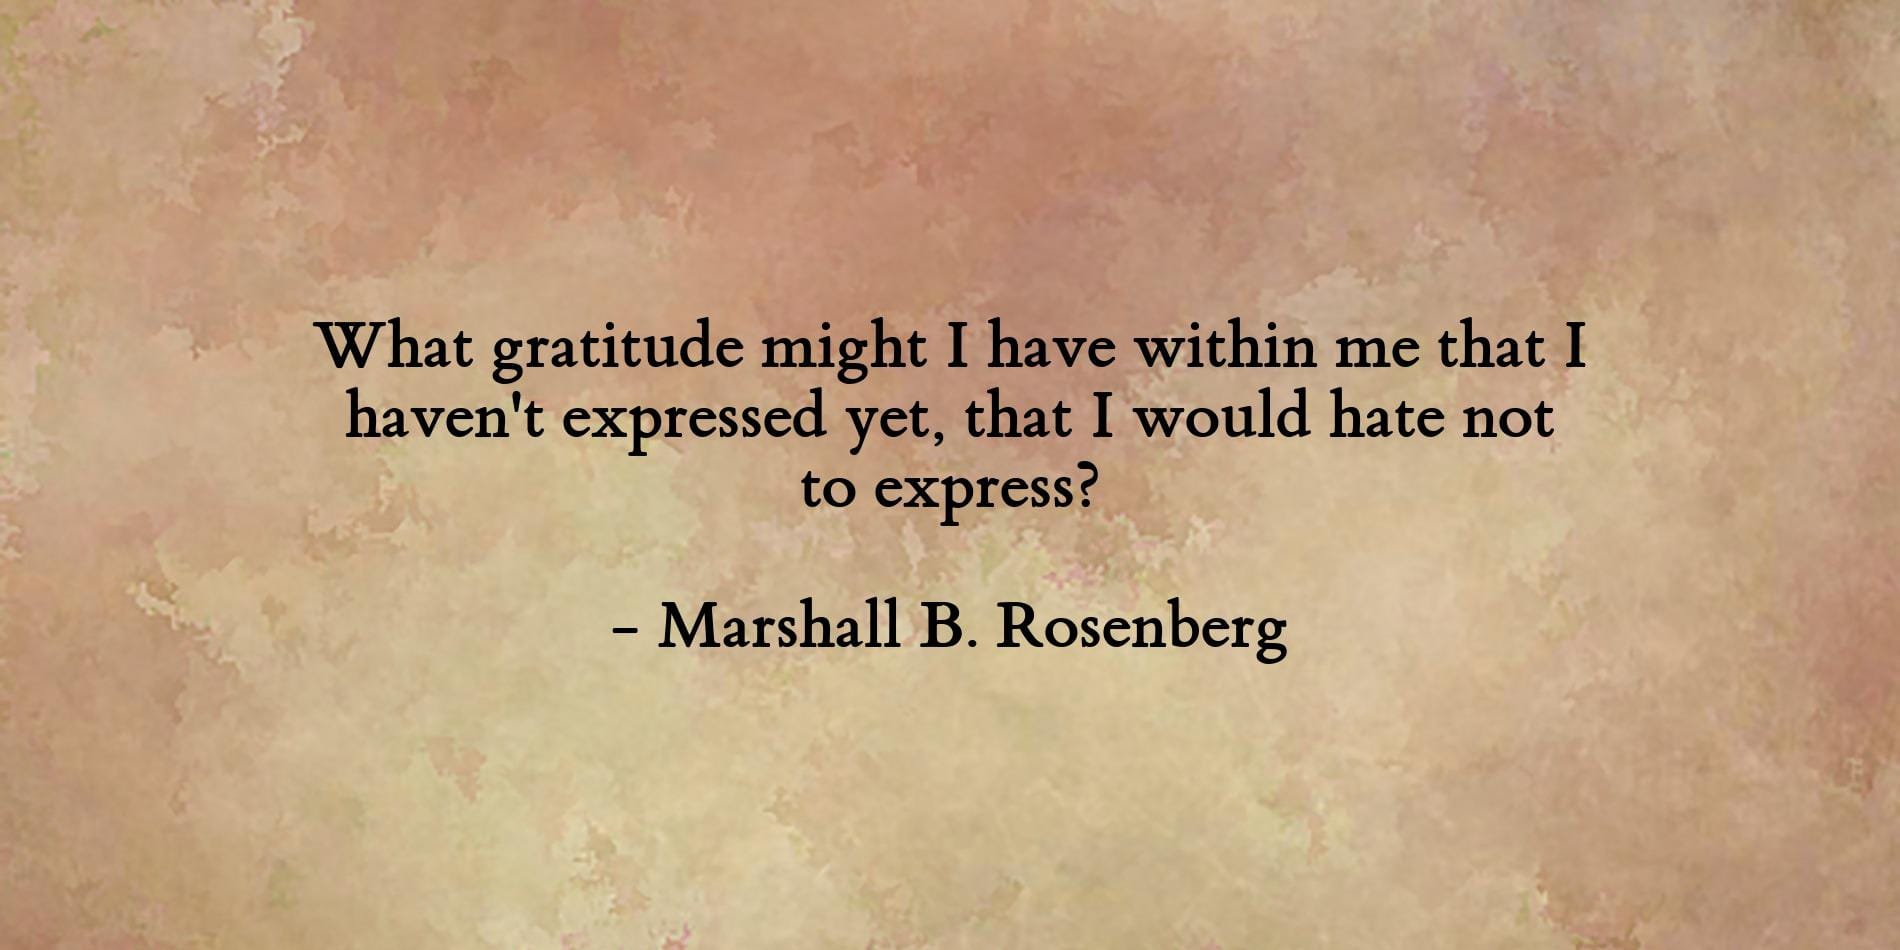 What gratitude might I have within me that I
haven't expressed yet, that I would hate not
to express?
– Marshall B. Rosenberg